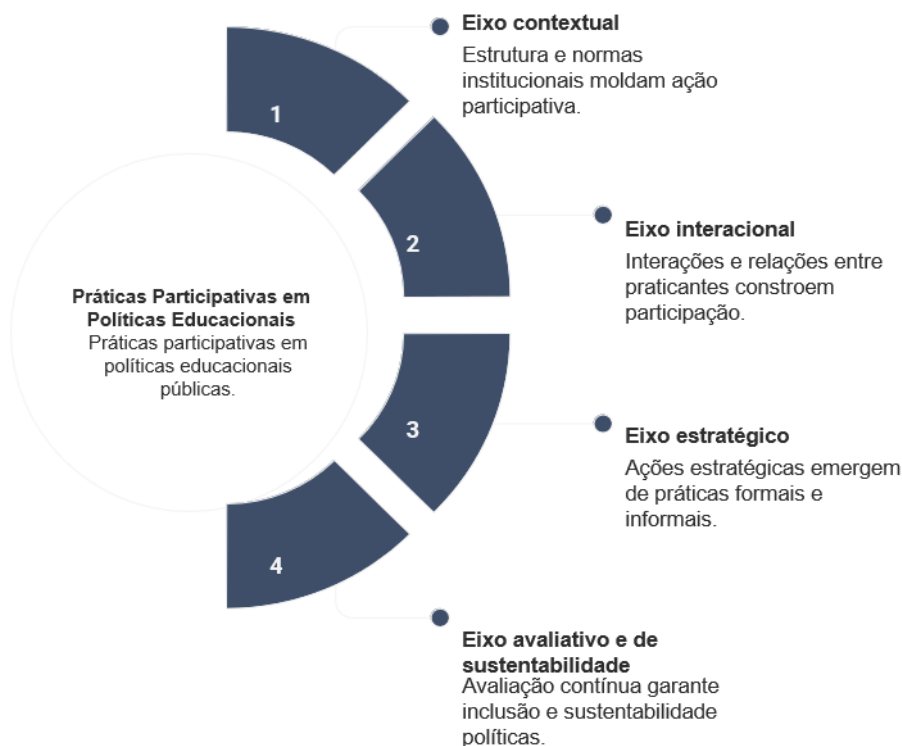 Eixo contextual
Estrutura e normas
institucionais moldam ação
participativa.
1
2
Eixo interacional
Interações e relações entre
praticantes constroem
participação.
Práticas Participativas em
Políticas Educacionais
Práticas participativas em
políticas educacionais
públicas.
3
Eixo estratégico
Ações estratégicas emergem
de práticas formais e
informais.
4
Eixo avaliativo e de
sustentabilidade
Avaliação contínua garante
inclusão e sustentabilidade
políticas.